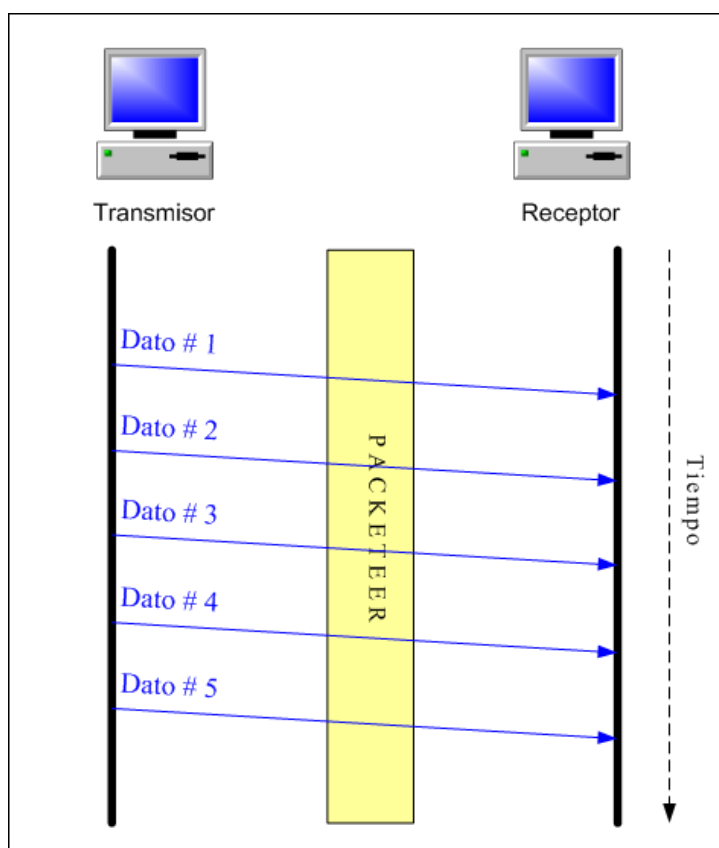 Transmisor
Receptor
Dato # 1
Dato # 2
Dato # 3
Dato # 4
Dato # 5
PACKETEER
Tiempo